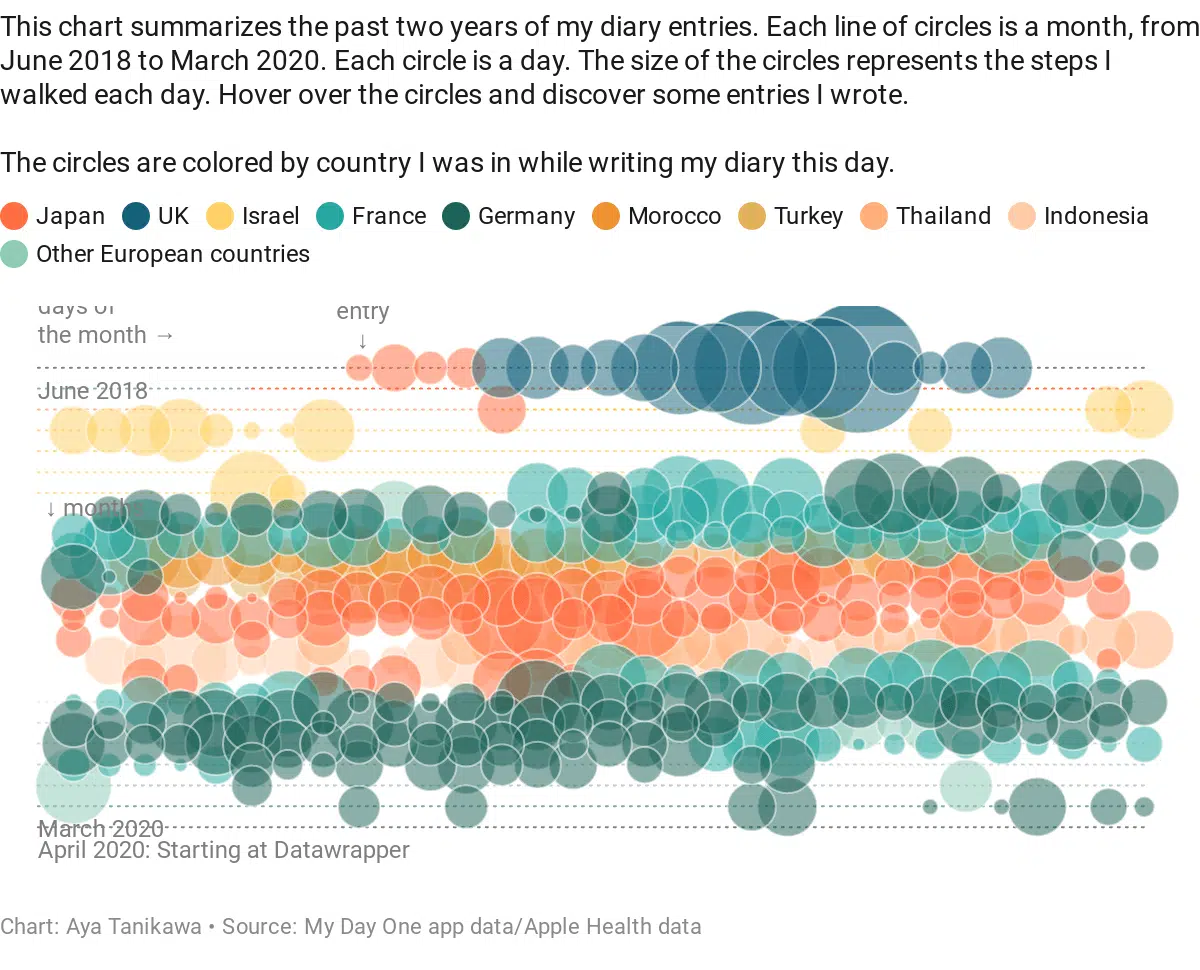 This chart summarizes the past two years of my diary entries. Each line of circles is a month, from
June 2018 to March 2020. Each circle is a day. The size of the circles represents the steps I
walked each day. Hover over the circles and discover some entries I wrote.
The circles are colored by country I was in while writing my diary this day.
Japan UK Israel France Germany Morocco Turkey Thailand Indonesia
Other European countries
days of
the month →
entry
↓
June 2018
↓ month
March 2020
April 2020: Starting at Datawrapper
Chart: Aya Tanikawa • Source: My Day One app data/Apple Health data